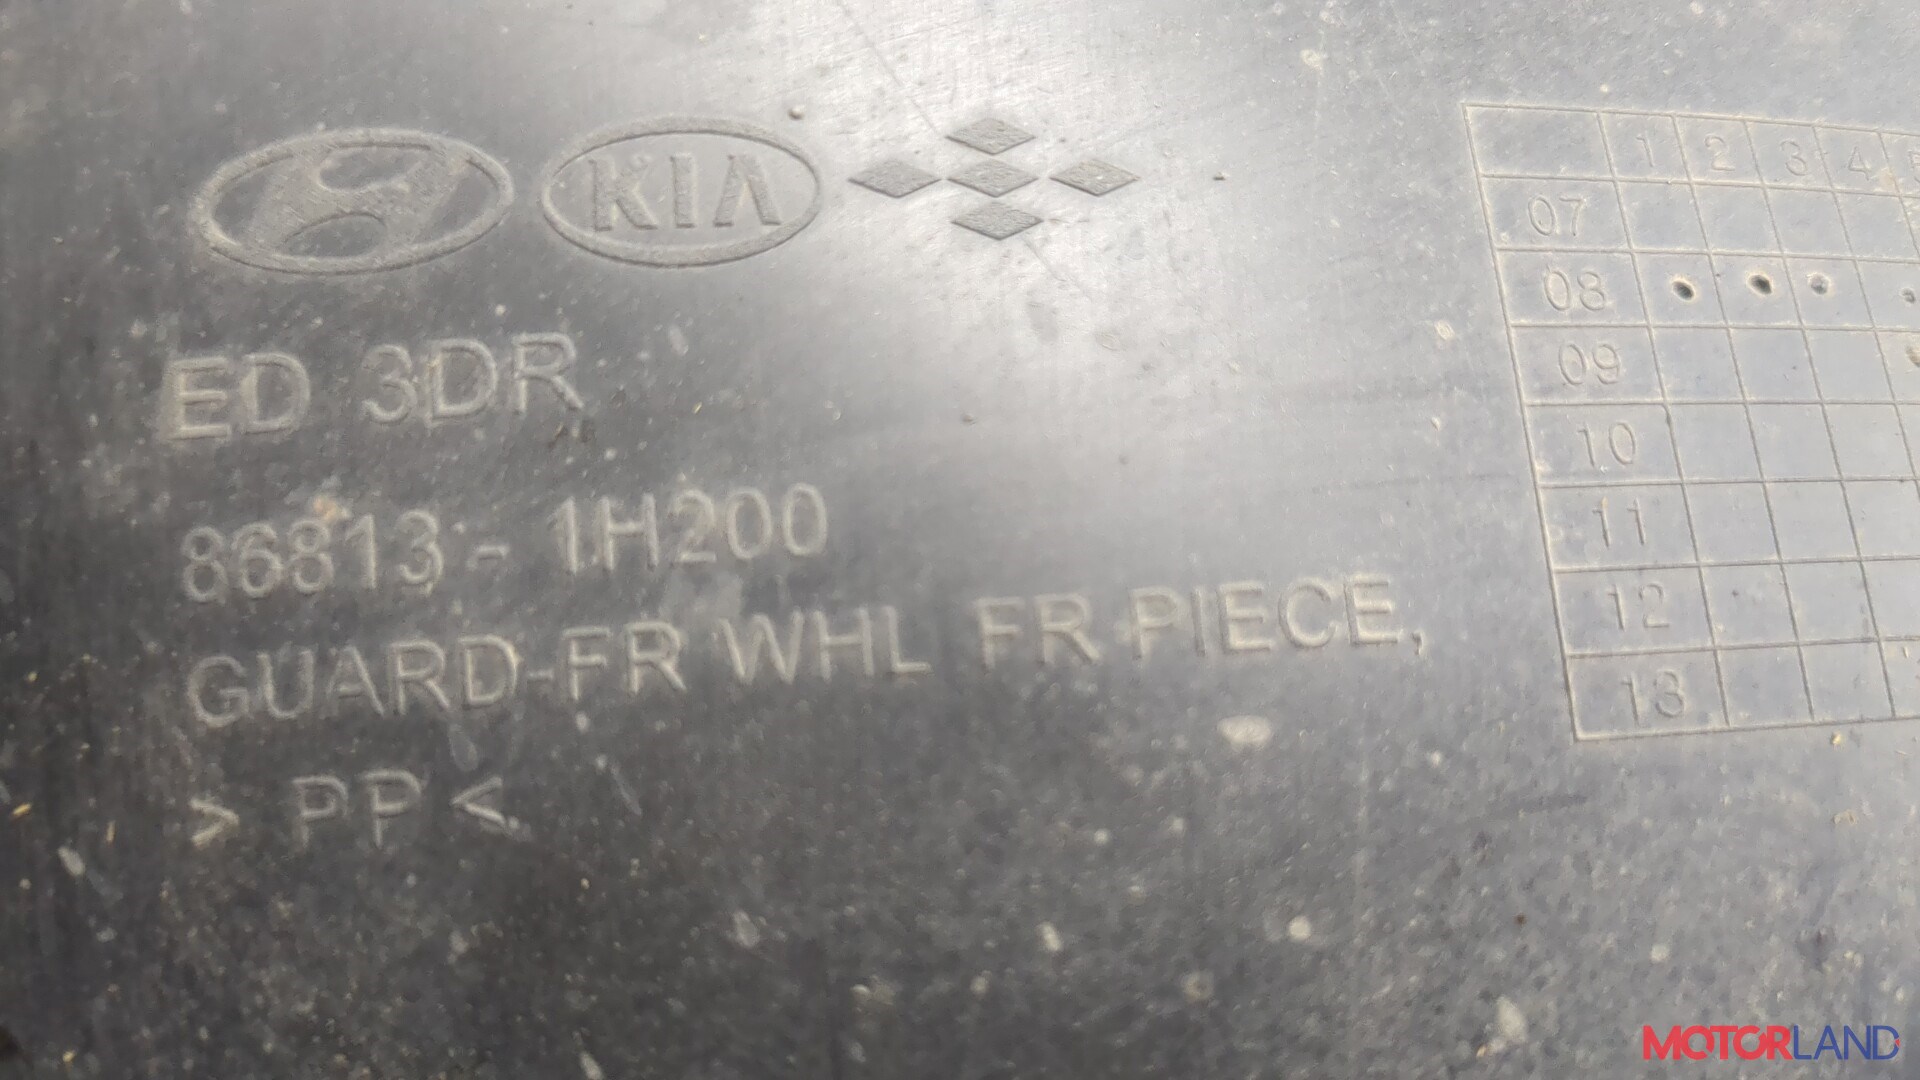 KIA
ED 3DR
86813 - 1H200
GUARD-FR WHL FR PIECE,
> PP <
1 2 3 4 5
07
08
09
10
11
12
13
MOTORLAND